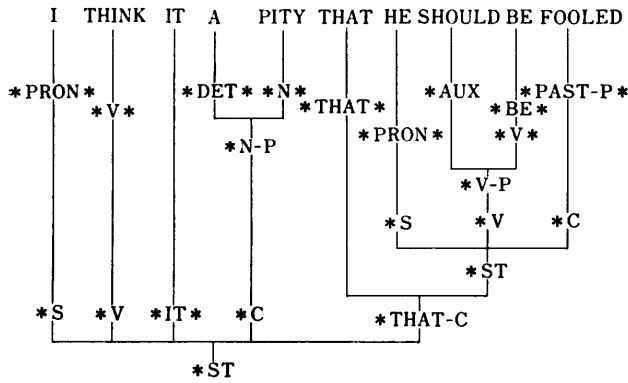 I THINK IT A PITY THAT HE SHOULD BE FOOLED
*PRON* *DET* *N* *AUX *PAST-P*
*V* *THAT* *BE*
*PRON* *V*
*N-P
*V-P
*S *V *C
*ST
*S *V *IT* *C *THAT-C
*ST